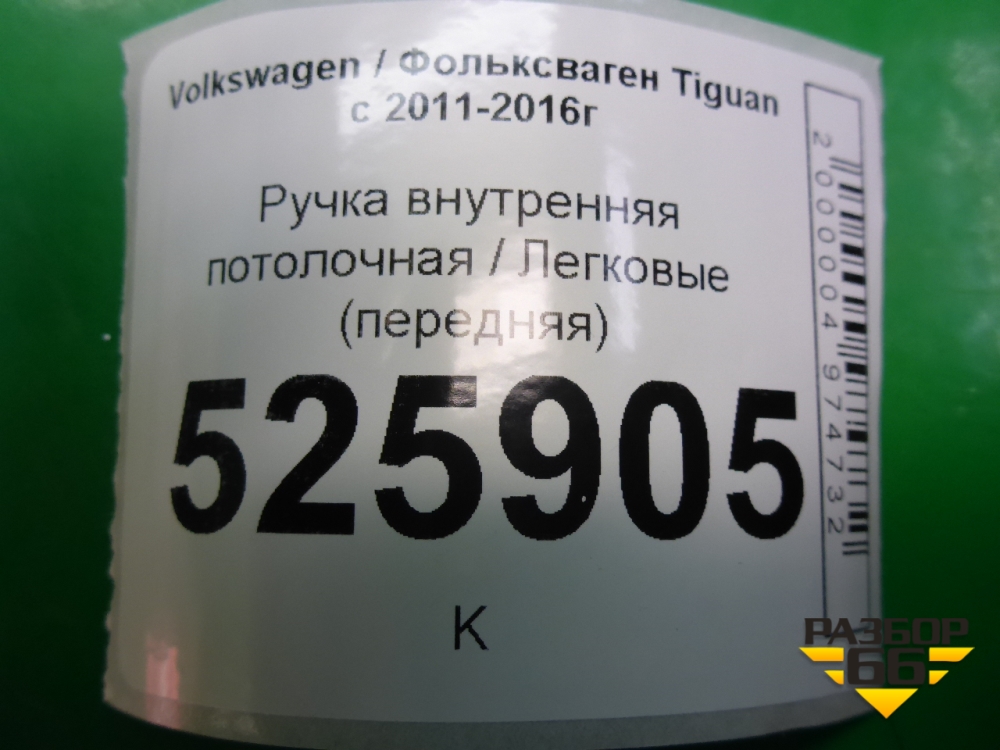 Volkswagen / Фольксваген Tiguan
с 2011-2016г
Ручка внутренняя
потолочная / Легковые
(передняя)
525905
К
2000004974732
РАЗБОР
66